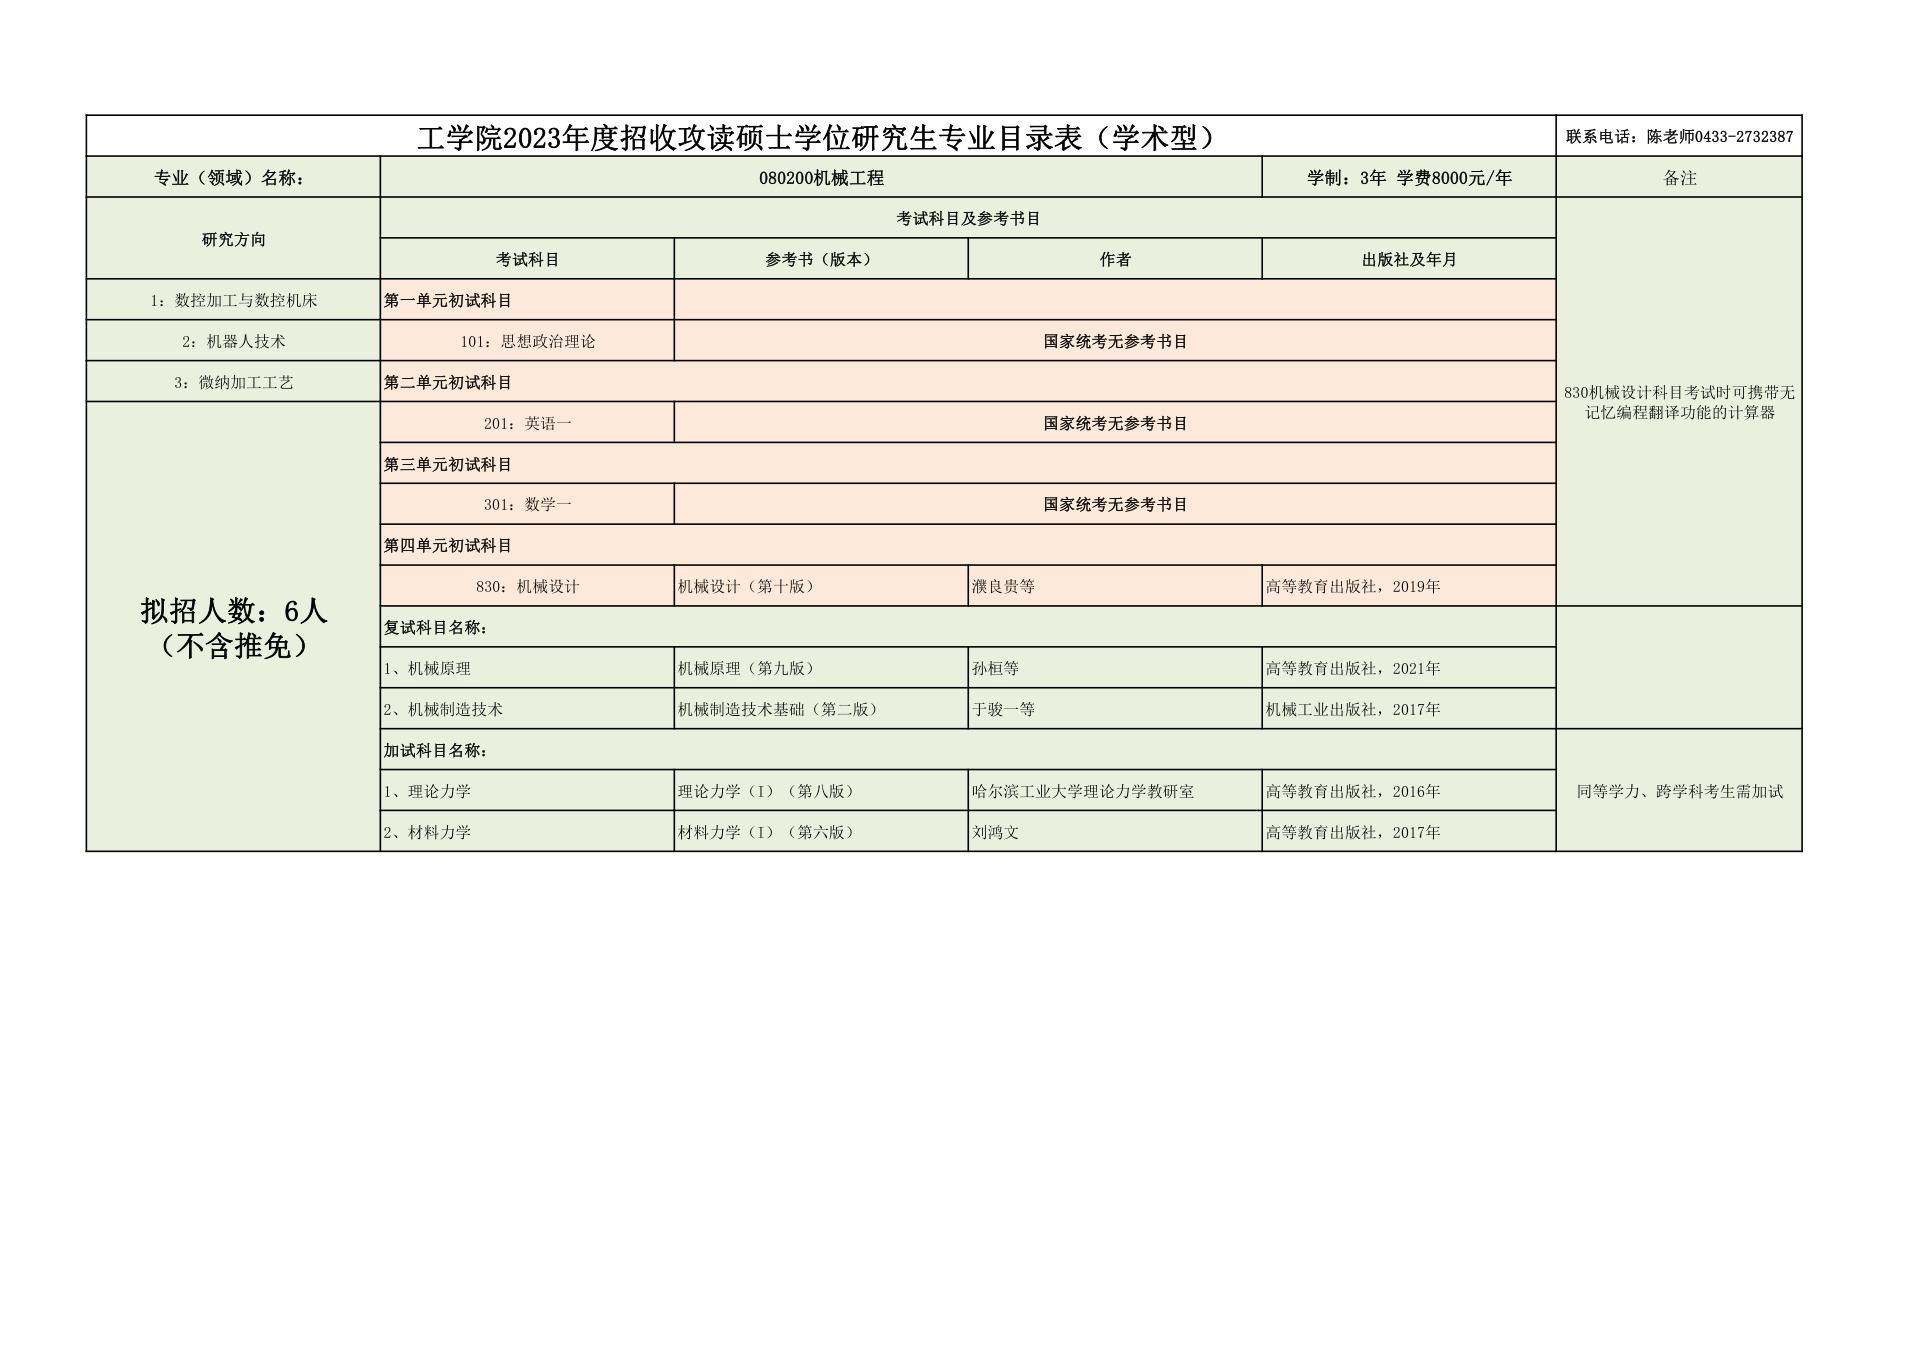 工学院2023年度招收攻读硕士学位研究生专业目录表（学术型）
联系电话：陈老师0433-2732387
专业（领域）名称：
080200机械工程
学制：3年 学费8000元/年
备注
研究方向
考试科目及参考书目
考试科目
参考书（版本）
作者
出版社及年月
830机械设计科目考试时可携带无
记忆编程翻译功能的计算器
1：数控加工与数控机床
第一单元初试科目
2：机器人技术
101：思想政治理论
国家统考无参考书目
3：微纳加工工艺
第二单元初试科目
拟招人数：6人
（不含推免）
201：英语一
国家统考无参考书目
第三单元初试科目
301：数学一
国家统考无参考书目
第四单元初试科目
830：机械设计
机械设计（第十版）
濮良贵等
高等教育出版社，2019年
复试科目名称：
1、机械原理
机械原理（第九版）
孙桓等
高等教育出版社，2021年
2、机械制造技术
机械制造技术基础（第二版）
于骏一等
机械工业出版社，2017年
加试科目名称：
同等学力、跨学科考生需加试
1、理论力学
理论力学（I）（第八版）
哈尔滨工业大学理论力学教研室
高等教育出版社，2016年
2、材料力学
材料力学（I）（第六版）
刘鸿文
高等教育出版社，2017年